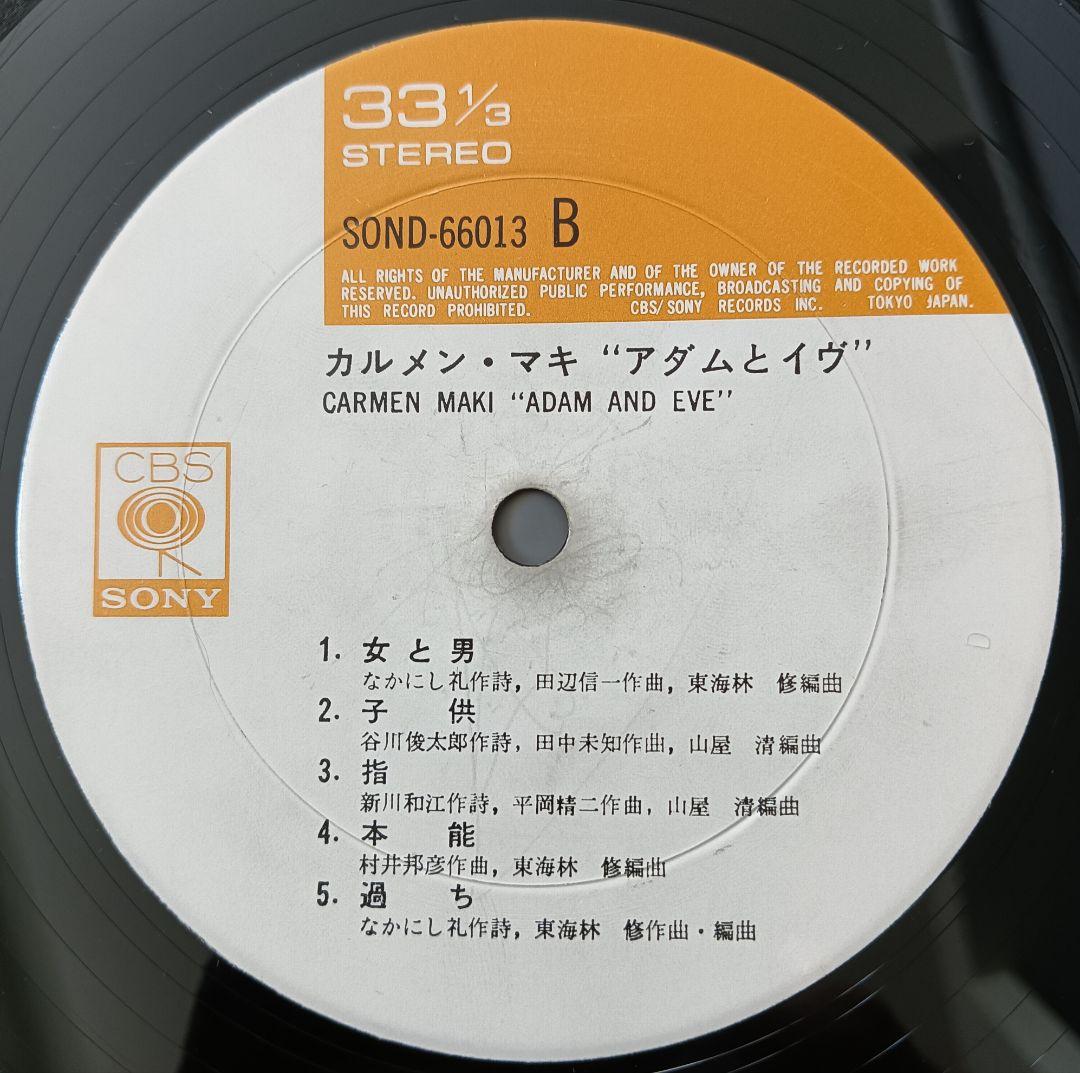 33 1/3
STEREO
SOND-66013 B
ALL RIGHTS OF THE MANUFACTURER AND OF THE OWNER OF THE RECORDED WORK
RESERVED. UNAUTHORIZED PUBLIC PERFORMANCE, BROADCASTING AND COPYING OF
THIS RECORD PROHIBITED. CBS/SONY RECORDS INC. TOKYO JAPAN.
カルメン・マキ “アダムとイヴ”
CARMEN MAKI “ADAM AND EVE”
CBS
SONY
1. 女と男
なかにし礼作詩, 田辺信一作曲, 東海林 修編曲
2. 子 供
谷川俊太郎作詩, 田中未知作曲, 山屋 清編曲
3. 指
新川和江作詩, 平岡精二作曲, 山屋 清編曲
4. 本 能
村井邦彦作曲, 東海林 修編曲
5. 過 ち
なかにし礼作詩, 東海林 修作曲・編曲
D